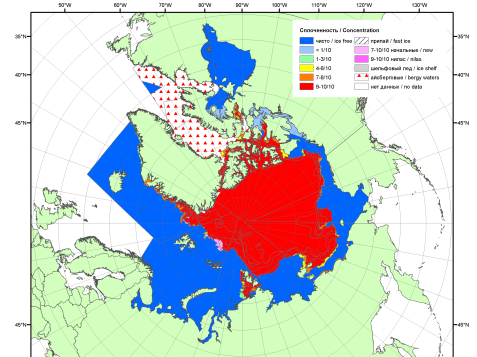 50°W 60°W 70°W 80°W 90°W 100°W 110°W 120°W 130°W
35°N
40°N
45°N
Сплоченность / Concentration
чисто / ice free
< 1/10
1-3/10
4-6/10
7-8/10
9-10/10
припай / fast ice
7-10/10 начальные / new
9-10/10 нилас / nilas
шельфовый лед / ice shelf
айсберговые / bergy waters
нет данных / no data
35°N
40°N
45°N
45°N
45°N